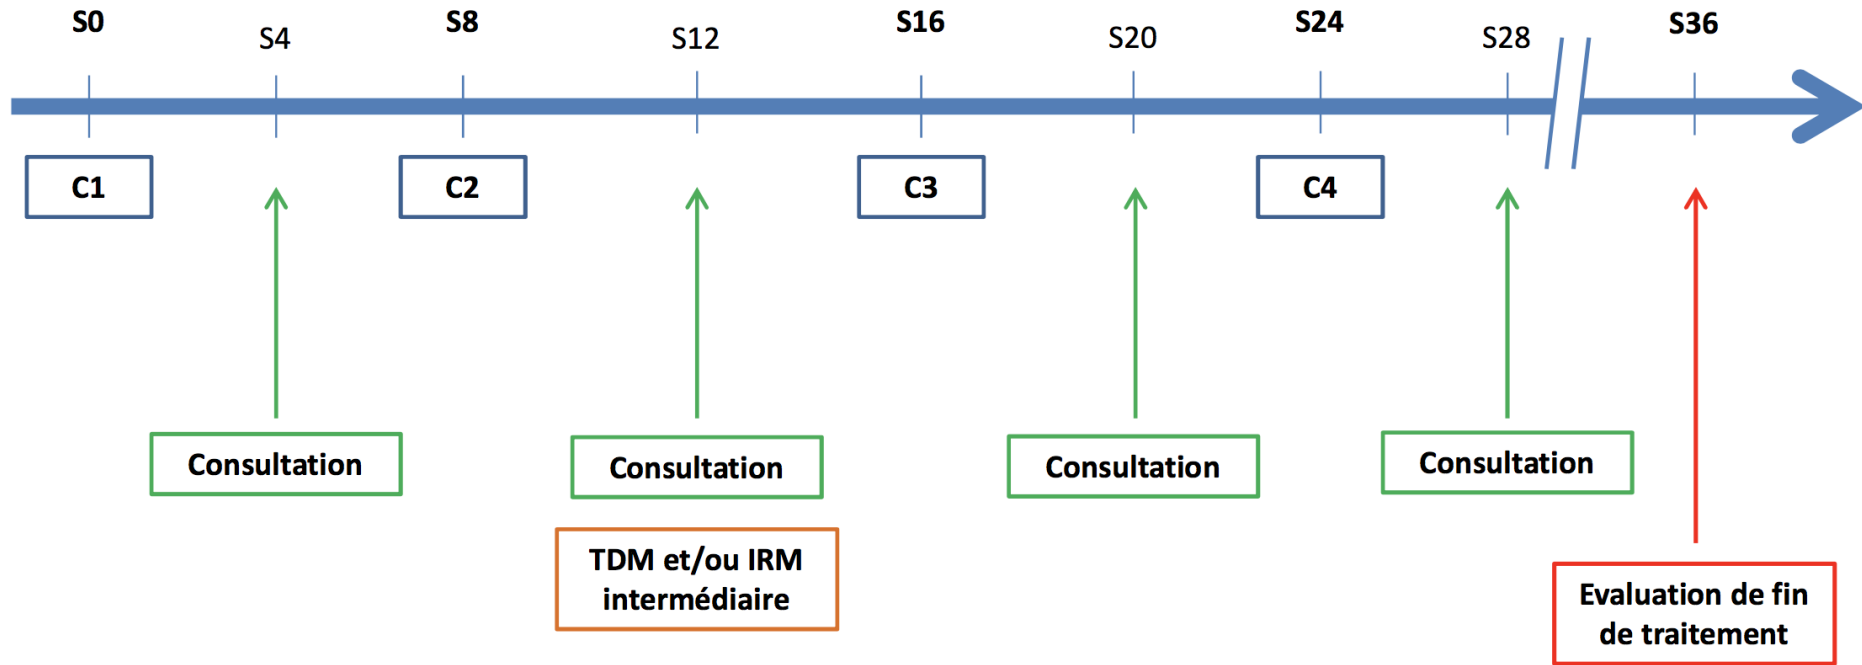 S0
S4
S8
S12
S16
S20
S24
S28
S36
C1
C2
C3
C4
Consultation
Consultation
Consultation
Consultation
TDM et/ou IRM
intermédiaire
Evaluation de fin
de traitement